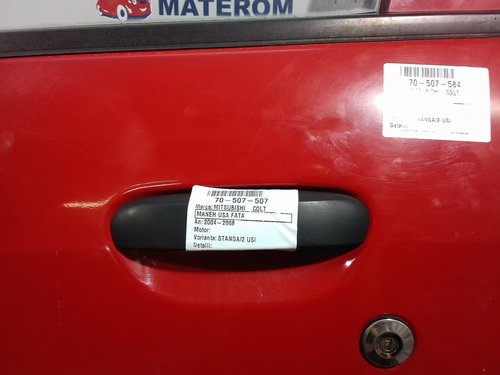 MATEROM
70-507-584
COLT
STANGA/2 USI
70-507-507
Marca: MITSUBISHI COLT
MANER USA FATA
An: 2004-2008
Motor:
Varianta: STANGA/2 USI
Detalii: